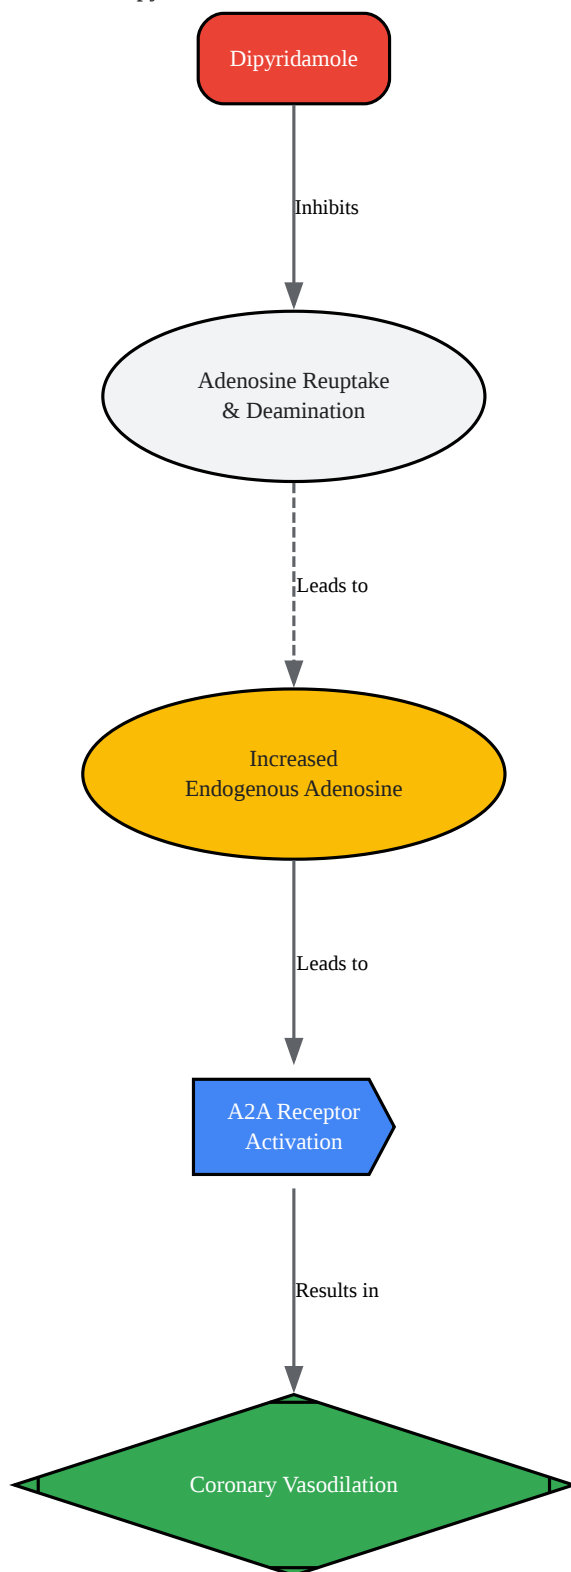 Dipyridamole
Inhibits
Adenosine Reuptake
& Deamination
Leads to
Increased
Endogenous Adenosine
Leads to
A2A Receptor
Activation
Results in
Coronary Vasodilation